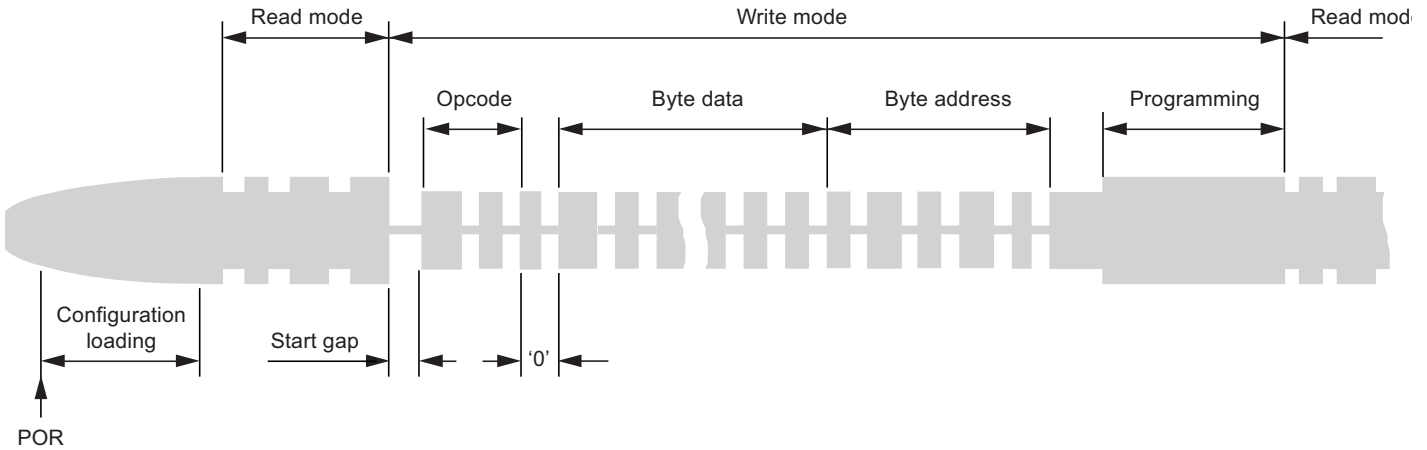 Read mode
Write mode
Read mod
Opcode
Byte data
Byte address
Programming
Configuration
loading
Start gap
‘0’
POR